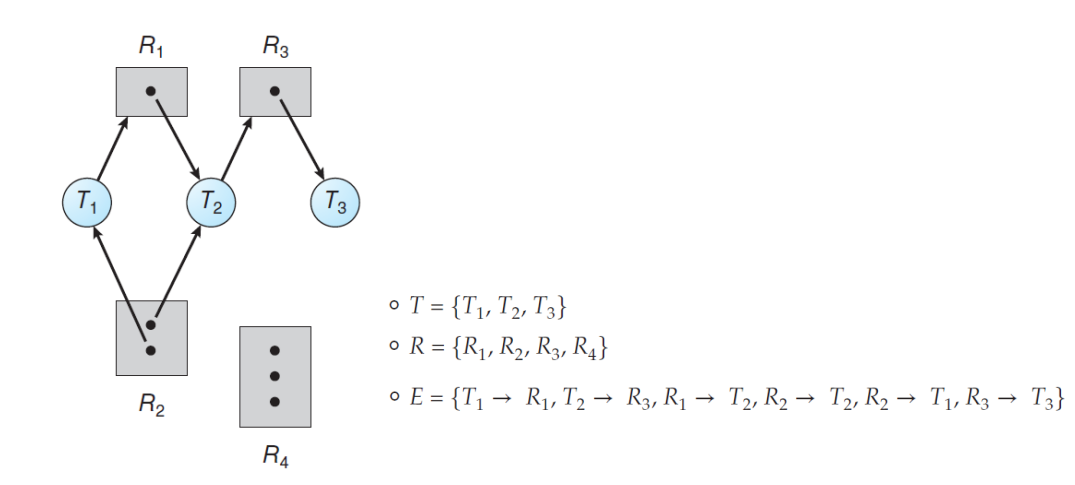 R₁ R₃
T₁ T₂ T₃
R₂
R₄
∘ T = {T₁, T₂, T₃}
∘ R = {R₁, R₂, R₃, R₄}
∘ E = {T₁ → R₁, T₂ → R₃, R₁ → T₂, R₂ → T₂, R₂ → T₁, R₃ → T₃}